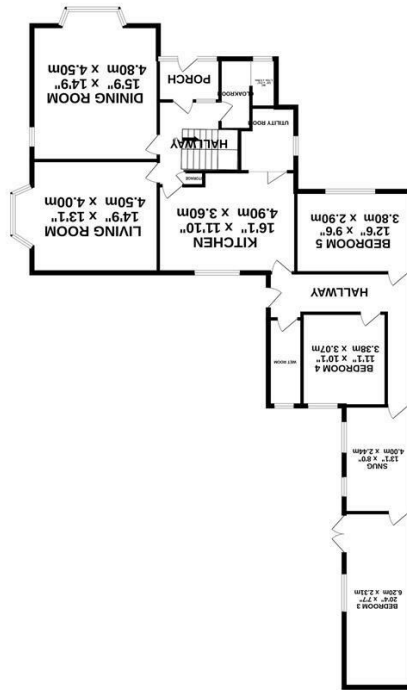 BEDROOM 3
20'4" x 7'7"
6.20m x 2.31m
SNUG
13'1" x 8'0"
4.00m x 2.44m
BEDROOM 4
11'1" x 10'1"
3.38m x 3.07m
WET ROOM
HALLWAY
BEDROOM 5
12'6" x 9'6"
3.80m x 2.90m
KITCHEN
16'1" x 11'10"
4.90m x 3.60m
LIVING ROOM
14'9" x 13'1"
4.50m x 4.00m
UTILITY ROOM
HALLWAY
CLOAKROOM
PORCH
DINING ROOM
15'9" x 14'9"
4.80m x 4.50m